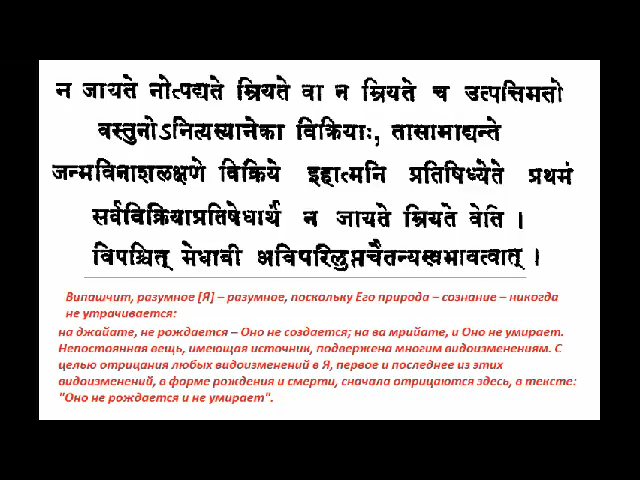 न जायते नोत्पद्यते म्रियते वा न म्रियते च उत्पत्तिमतो
वस्तुनोऽनित्यस्यानेका विक्रियाः, तासामाद्यन्ते
जन्मविनाशलक्षणे विक्रिये इहात्मनि प्रतिषिध्येते प्रथमं
सर्वविक्रियाप्रतिषेधार्थं न जायते म्रियते वेति ।
विपश्चित् मेधावी अविपरिलुप्तचैतन्यस्वभावत्वात् ।
Випашчит, разумное [Я] – разумное, поскольку Его природа – сознание – никогда
не утрачивается:
на джайате, не рождается – Оно не создается; на ва мрийате, и Оно не умирает.
Непостоянная вещь, имеющая источник, подвержена многим видоизменениям. С
целью отрицания любых видоизменений в Я, первое и последнее из этих
видоизменений, в форме рождения и смерти, сначала отрицаются здесь, в тексте:
"Оно не рождается и не умирает".